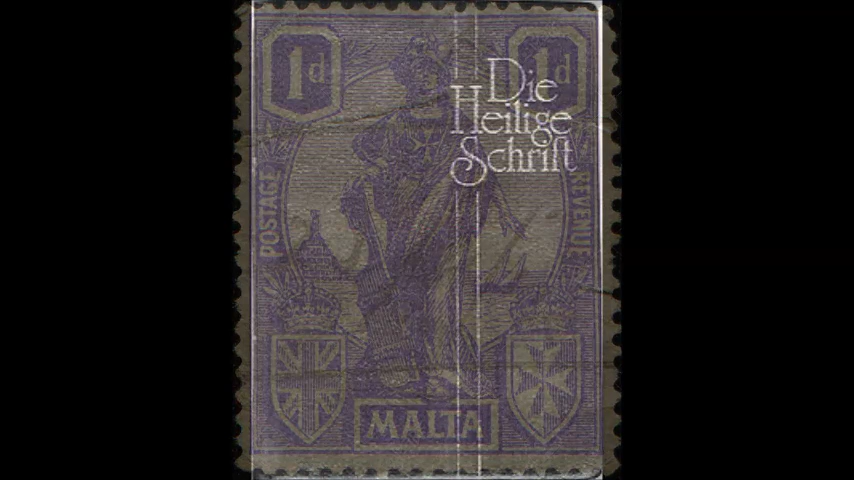 1d 1d
Die
Heilige
Schrift
POSTAGE
REVENUE
MALTA